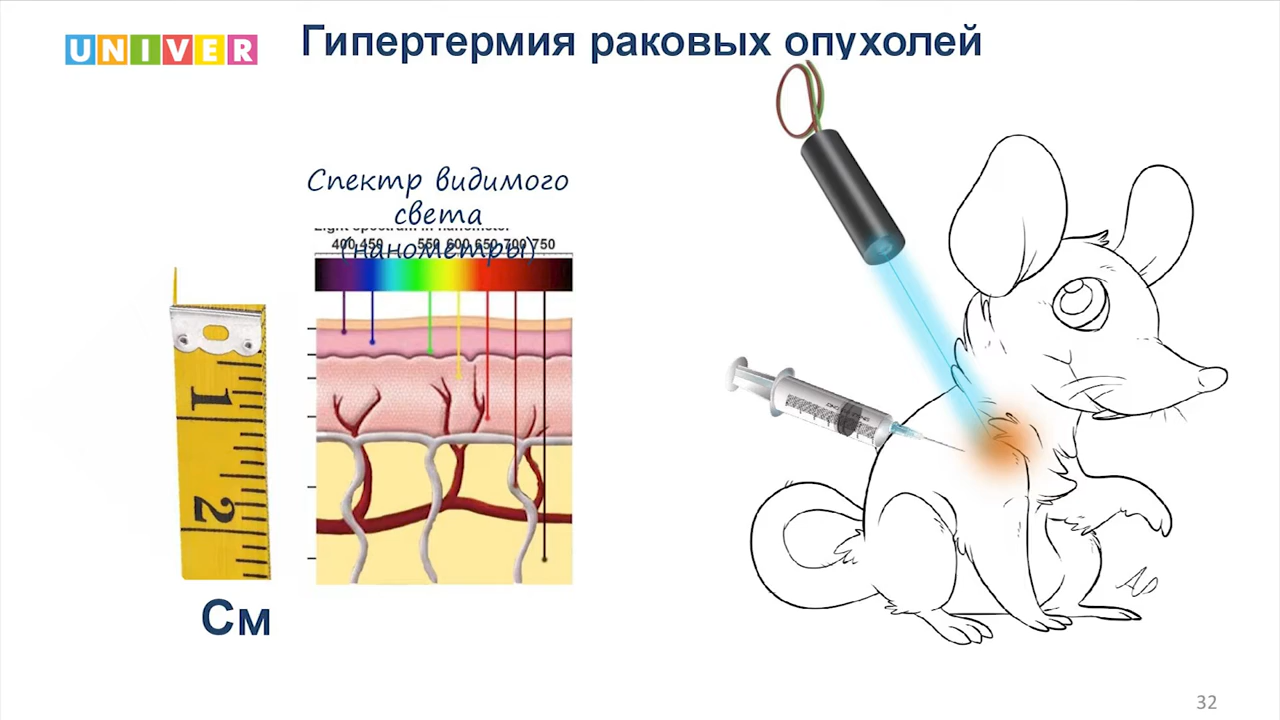 UNIVER
Гипертермия раковых опухолей
Спектр видимого
света
(нанометры)
400 450 550 600 650 700 750
1
2
См
32